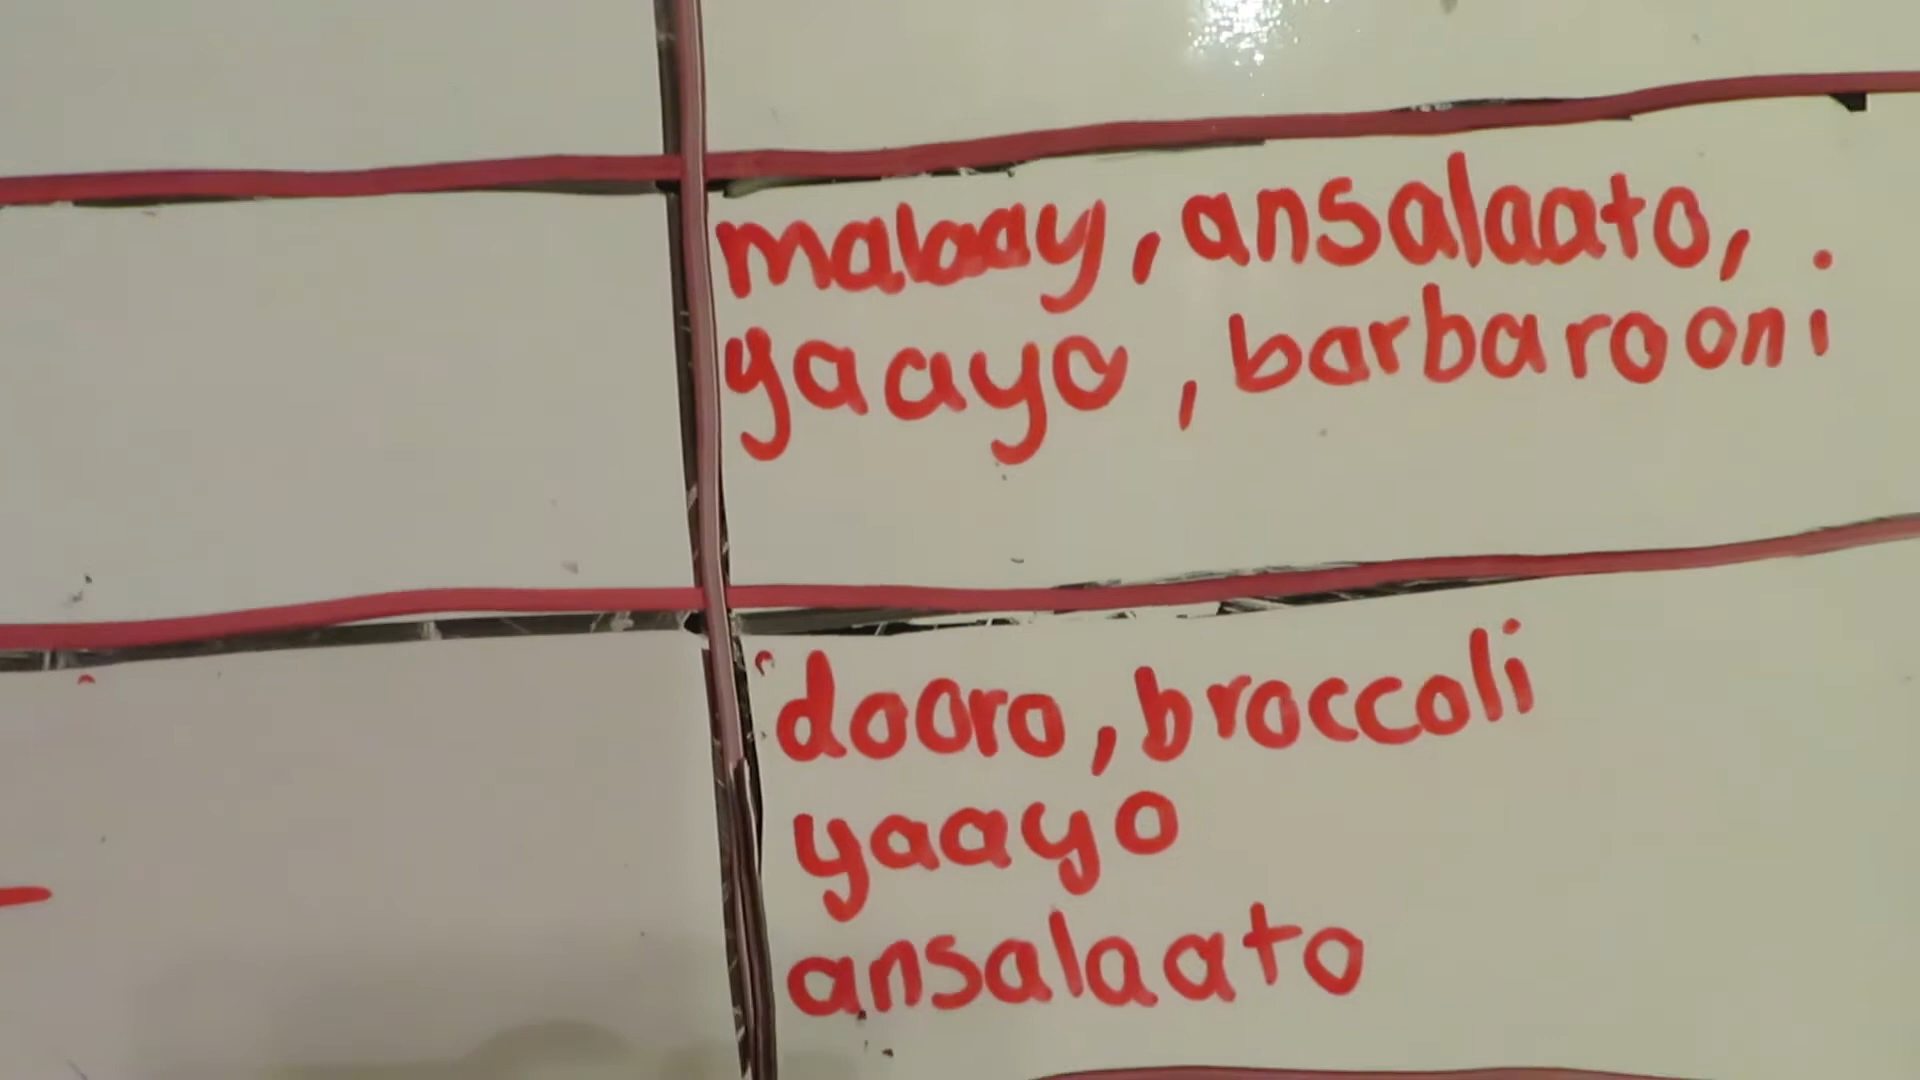 malaay, ansalaato,
yaayo, barbarooni
dooro, broccoli
yaayo
ansalaato